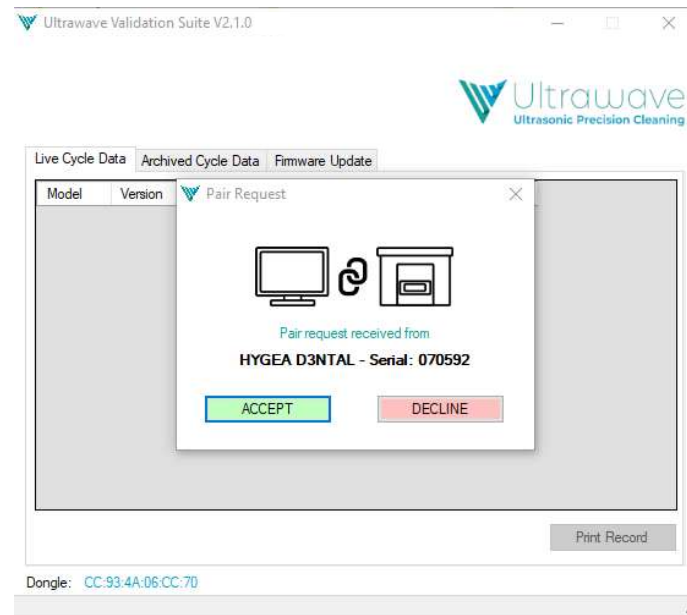 Ultrawave Validation Suite V2.1.0
Ultrawave
Ultrasonic Precision Cleaning
Live Cycle Data Archived Cycle Data Firmware Update
Model Version
Pair Request
Pair request received from
HYGEA D3NTAL - Serial: 070592
ACCEPT DECLINE
Print Record
Dongle: CC:93:4A:06:CC:70